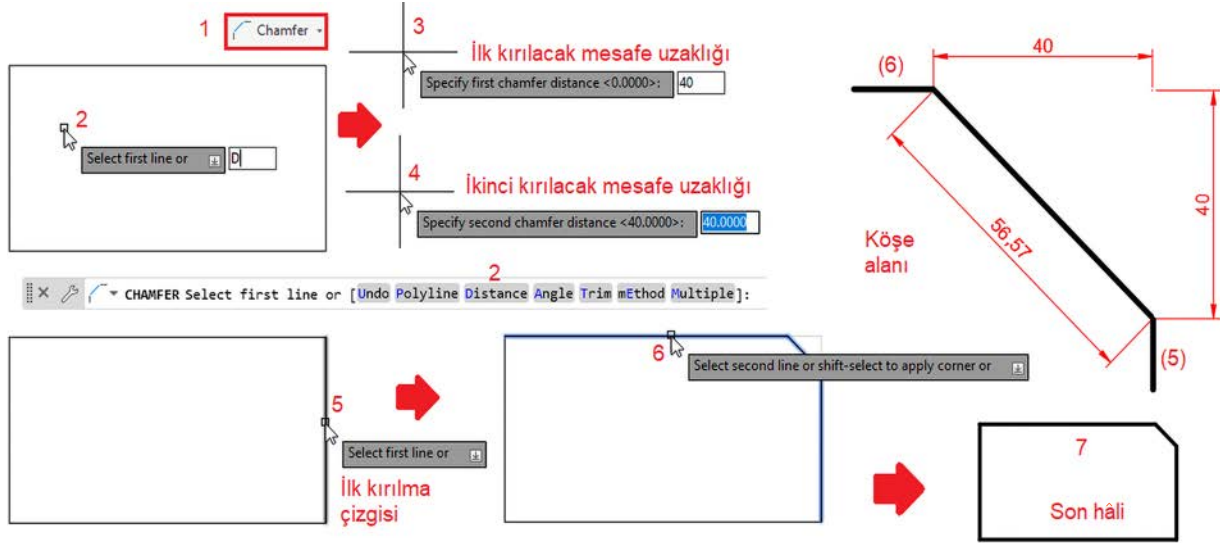 1
Chamfer
2
Select first line or
D
3
İlk kırılacak mesafe uzaklığı
Specify first chamfer distance <0.0000>:
40
4
İkinci kırılacak mesafe uzaklığı
Specify second chamfer distance <40.0000>:
40.0000
2
CHAMFER Select first line or [Undo Polyline Distance Angle Trim mEthod Multiple]:
5
Select first line or
İlk kırılma
çizgisi
6
Select second line or shift-select to apply corner or
40
(6)
40
56,57
Köşe
alanı
(5)
7
Son hâli